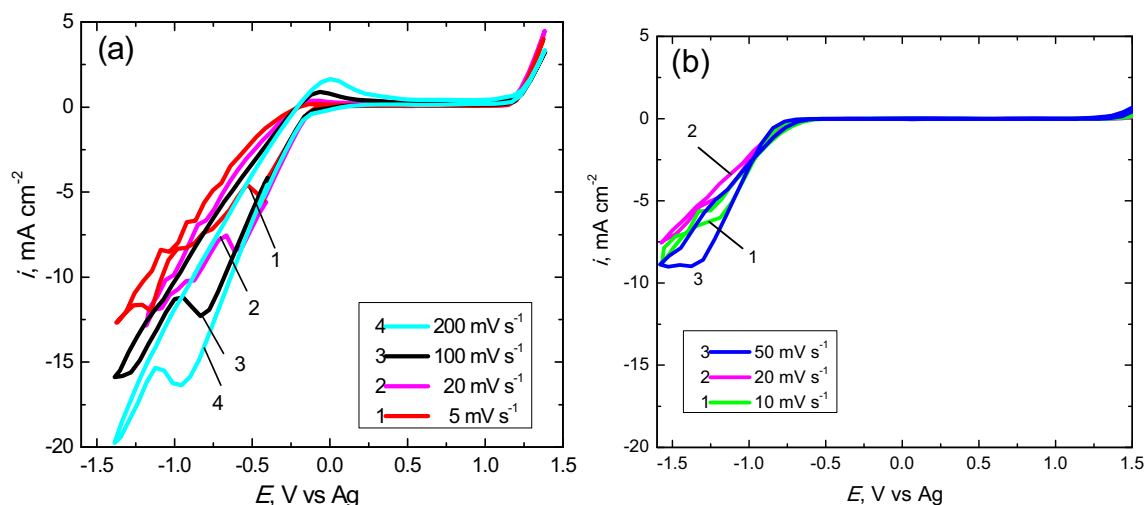 (a)
5
0
-5
-10
-15
-20
i, mA cm⁻²
1
2
3
4
4 200 mV s⁻¹
3 100 mV s⁻¹
2 20 mV s⁻¹
1 5 mV s⁻¹
-1.5 -1.0 -0.5 0.0 0.5 1.0 1.5
E, V vs Ag
(b)
5
0
-5
-10
-15
-20
i, mA cm⁻²
2
1
3
3 50 mV s⁻¹
2 20 mV s⁻¹
1 10 mV s⁻¹
-1.5 -1.0 -0.5 0.0 0.5 1.0 1.5
E, V vs Ag